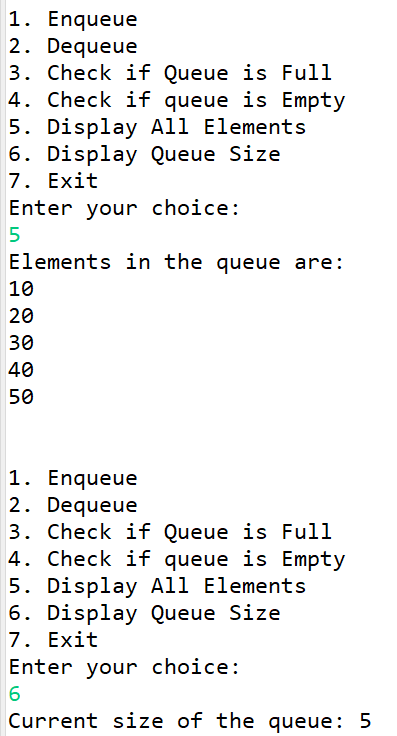 1. Enqueue
2. Dequeue
3. Check if Queue is Full
4. Check if queue is Empty
5. Display All Elements
6. Display Queue Size
7. Exit
Enter your choice:
5
Elements in the queue are:
10
20
30
40
50
1. Enqueue
2. Dequeue
3. Check if Queue is Full
4. Check if queue is Empty
5. Display All Elements
6. Display Queue Size
7. Exit
Enter your choice:
6
Current size of the queue: 5